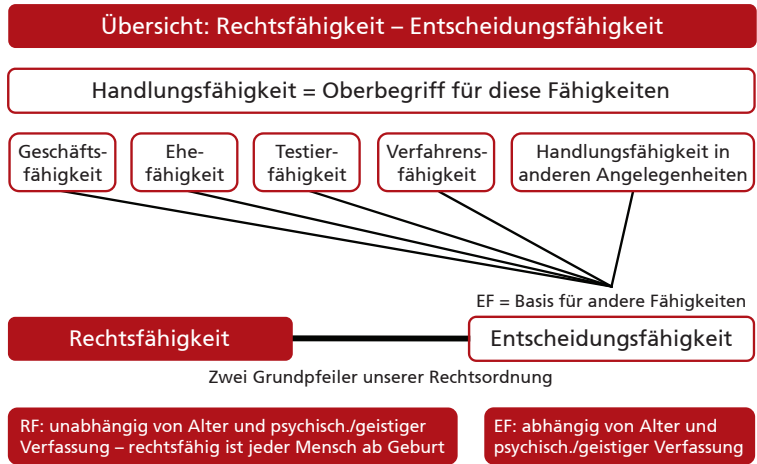 Übersicht: Rechtsfähigkeit – Entscheidungsfähigkeit
Handlungsfähigkeit = Oberbegriff für diese Fähigkeiten
Geschäfts-
fähigkeit
Ehe-
fähigkeit
Testier-
fähigkeit
Verfahrens-
fähigkeit
Handlungsfähigkeit in
anderen Angelegenheiten
EF = Basis für andere Fähigkeiten
Rechtsfähigkeit
Entscheidungsfähigkeit
Zwei Grundpfeiler unserer Rechtsordnung
RF: unabhängig von Alter und psychisch./geistiger
Verfassung – rechtsfähig ist jeder Mensch ab Geburt
EF: abhängig von Alter und
psychisch./geistiger Verfassung